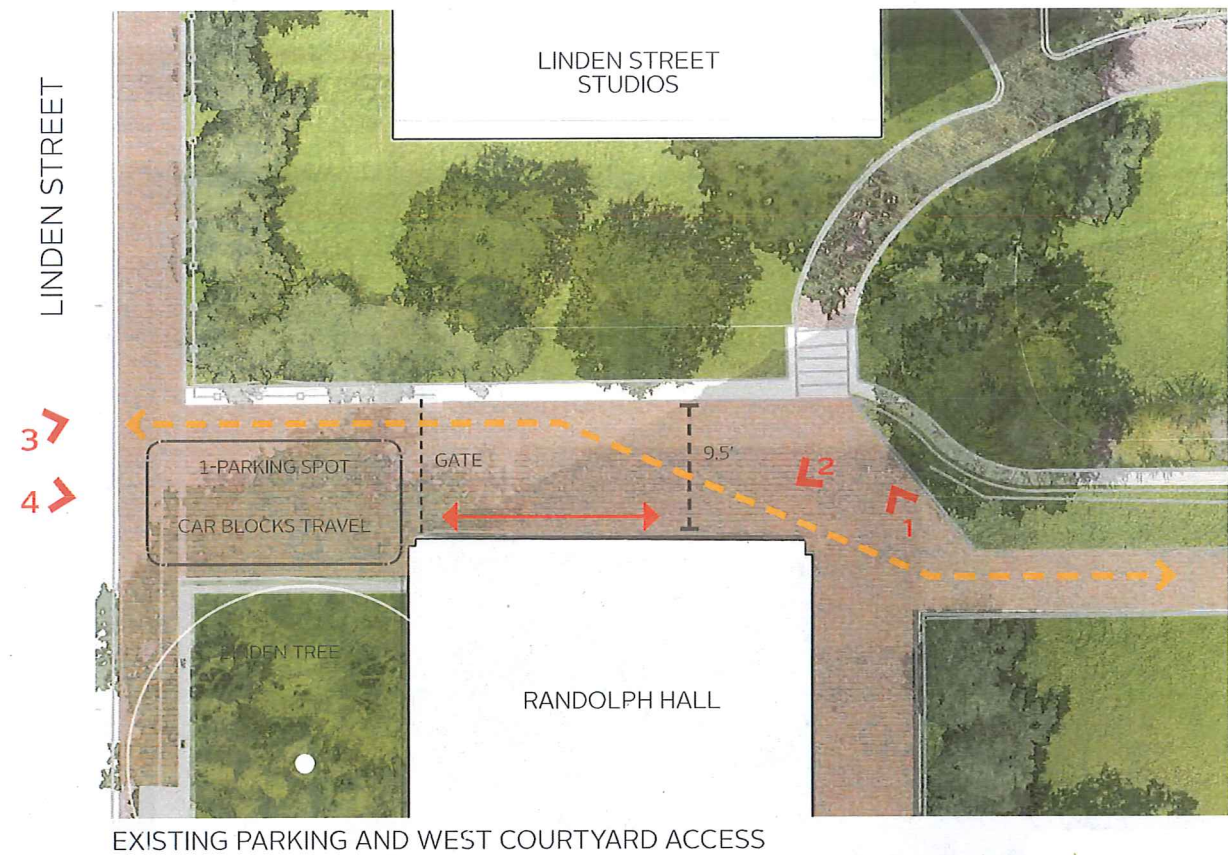 LINDEN STREET
STUDIOS
LINDEN STREET
3
4
1-PARKING SPOT
CAR BLOCKS TRAVEL
GATE
9.5'
2
1
LINDEN TREE
RANDOLPH HALL
EXISTING PARKING AND WEST COURTYARD ACCESS